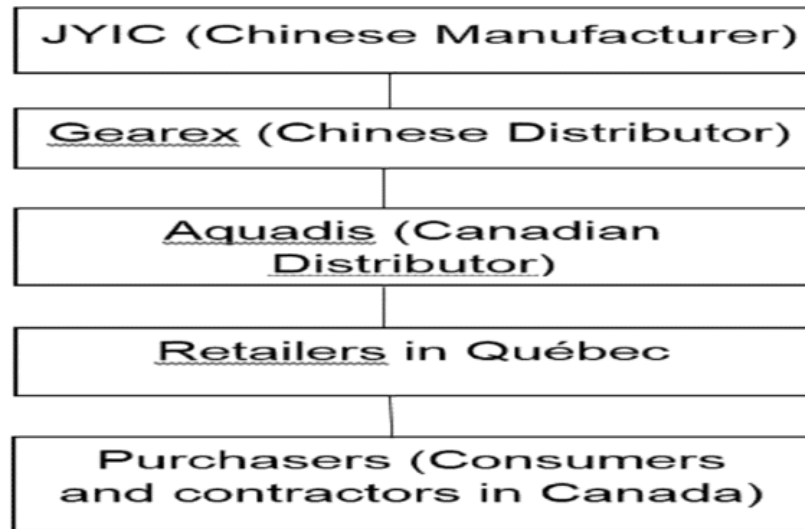 JYIC (Chinese Manufacturer)
Gearex (Chinese Distributor)
Aquadis (Canadian
Distributor)
Retailers in Québec
Purchasers (Consumers
and contractors in Canada)